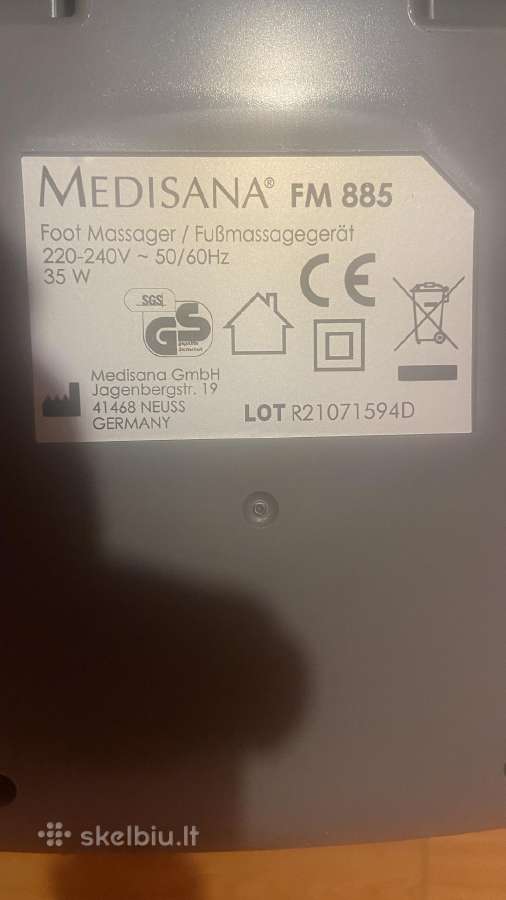 MEDISANA® FM 885
Foot Massager / Fußmassagegerät
220-240V ~ 50/60Hz
35 W
SGS
GS
CE
Medisana GmbH
Jagenbergstr. 19
41468 NEUSS
GERMANY
LOT R21071594D
skelbiu.lt